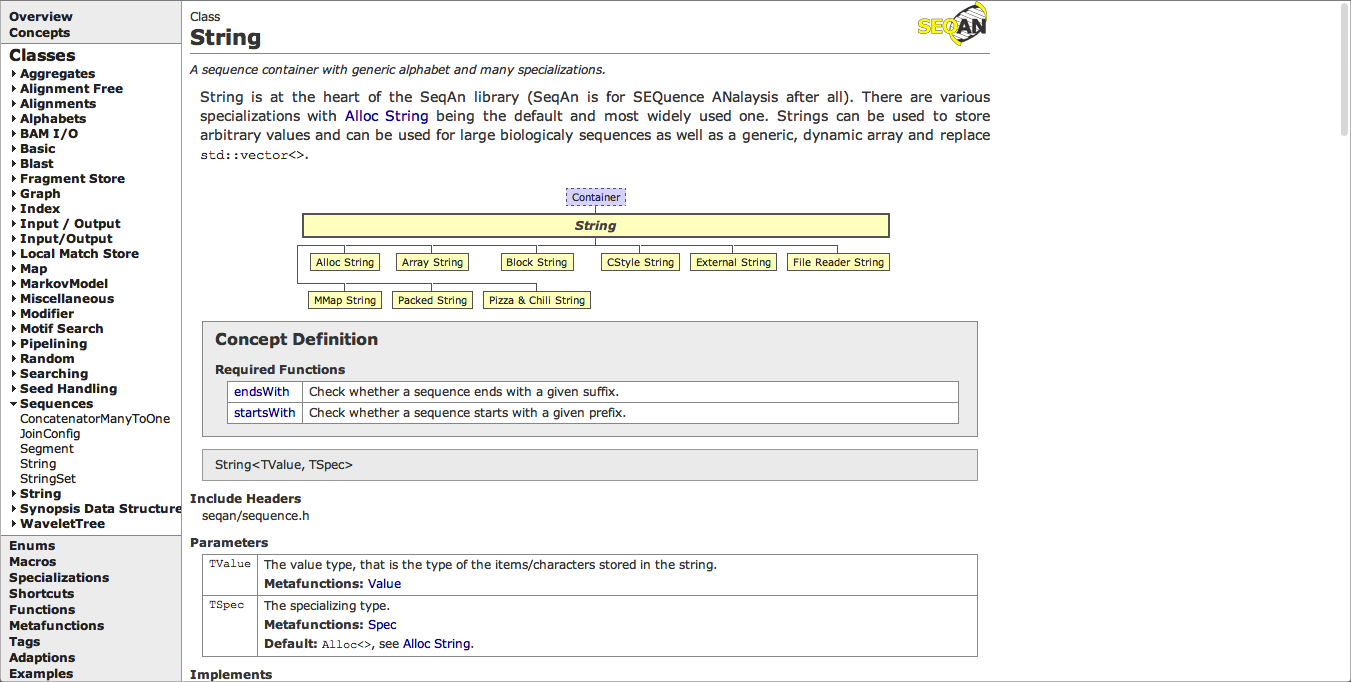 Overview
Concepts
Classes
Aggregates
Alignment Free
Alignments
Alphabets
BAM I/O
Basic
Blast
Fragment Store
Graph
Index
Input / Output
Input/Output
Local Match Store
Map
MarkovModel
Miscellaneous
Modifier
Motif Search
Pipelining
Random
Searching
Seed Handling
Sequences
ConcatenatorManyToOne
JoinConfig
Segment
String
StringSet
String
Synopsis Data Structure
WaveletTree
Enums
Macros
Specializations
Shortcuts
Functions
Metafunctions
Tags
Adaptions
Examples
Class
String
SEQAN
A sequence container with generic alphabet and many specializations.
String is at the heart of the SeqAn library (SeqAn is for SEQuence ANalaysis after all). There are various
specializations with Alloc String being the default and most widely used one. Strings can be used to store
arbitrary values and can be used for large biologicaly sequences as well as a generic, dynamic array and replace
std::vector<>.
Container
String
Alloc String Array String Block String CStyle String External String File Reader String
MMap String Packed String Pizza & Chili String
Concept Definition
Required Functions
endsWith Check whether a sequence ends with a given suffix.
startsWith Check whether a sequence starts with a given prefix.
String<TValue, TSpec>
Include Headers
seqan/sequence.h
Parameters
TValue The value type, that is the type of the items/characters stored in the string.
Metafunctions: Value
TSpec The specializing type.
Metafunctions: Spec
Default: Alloc<>, see Alloc String.
Implements